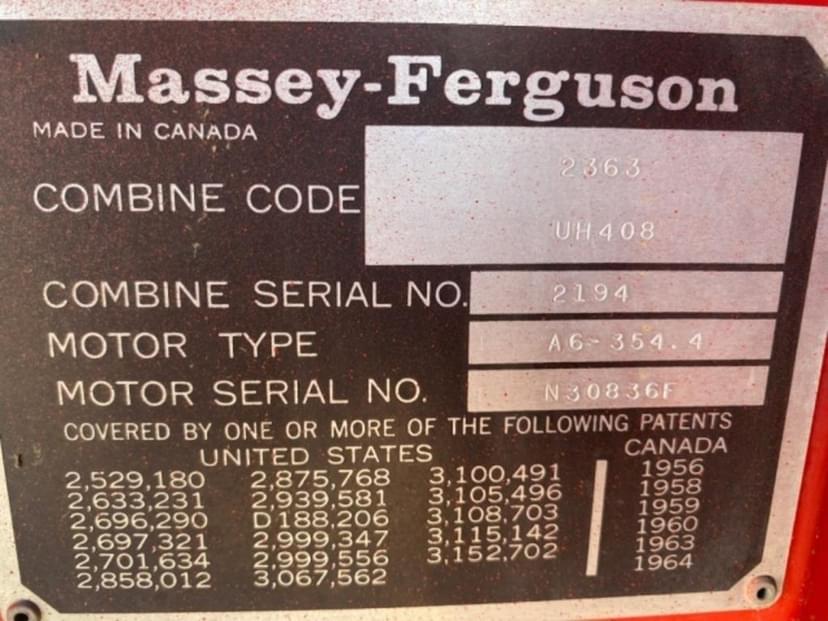 Massey-Ferguson
MADE IN CANADA
COMBINE CODE 2363
UH408
COMBINE SERIAL NO. 2194
MOTOR TYPE A6-354.4
MOTOR SERIAL NO. N30836F
COVERED BY ONE OR MORE OF THE FOLLOWING PATENTS
UNITED STATES CANADA
2,529,180 2,875,768 3,100,491 1956
2,633,231 2,939,581 3,105,496 1958
2,696,290 D188,206 3,108,703 1959
2,697,321 2,999,347 3,115,142 1960
2,701,634 2,999,556 3,152,702 1963
2,858,012 3,067,562 1964